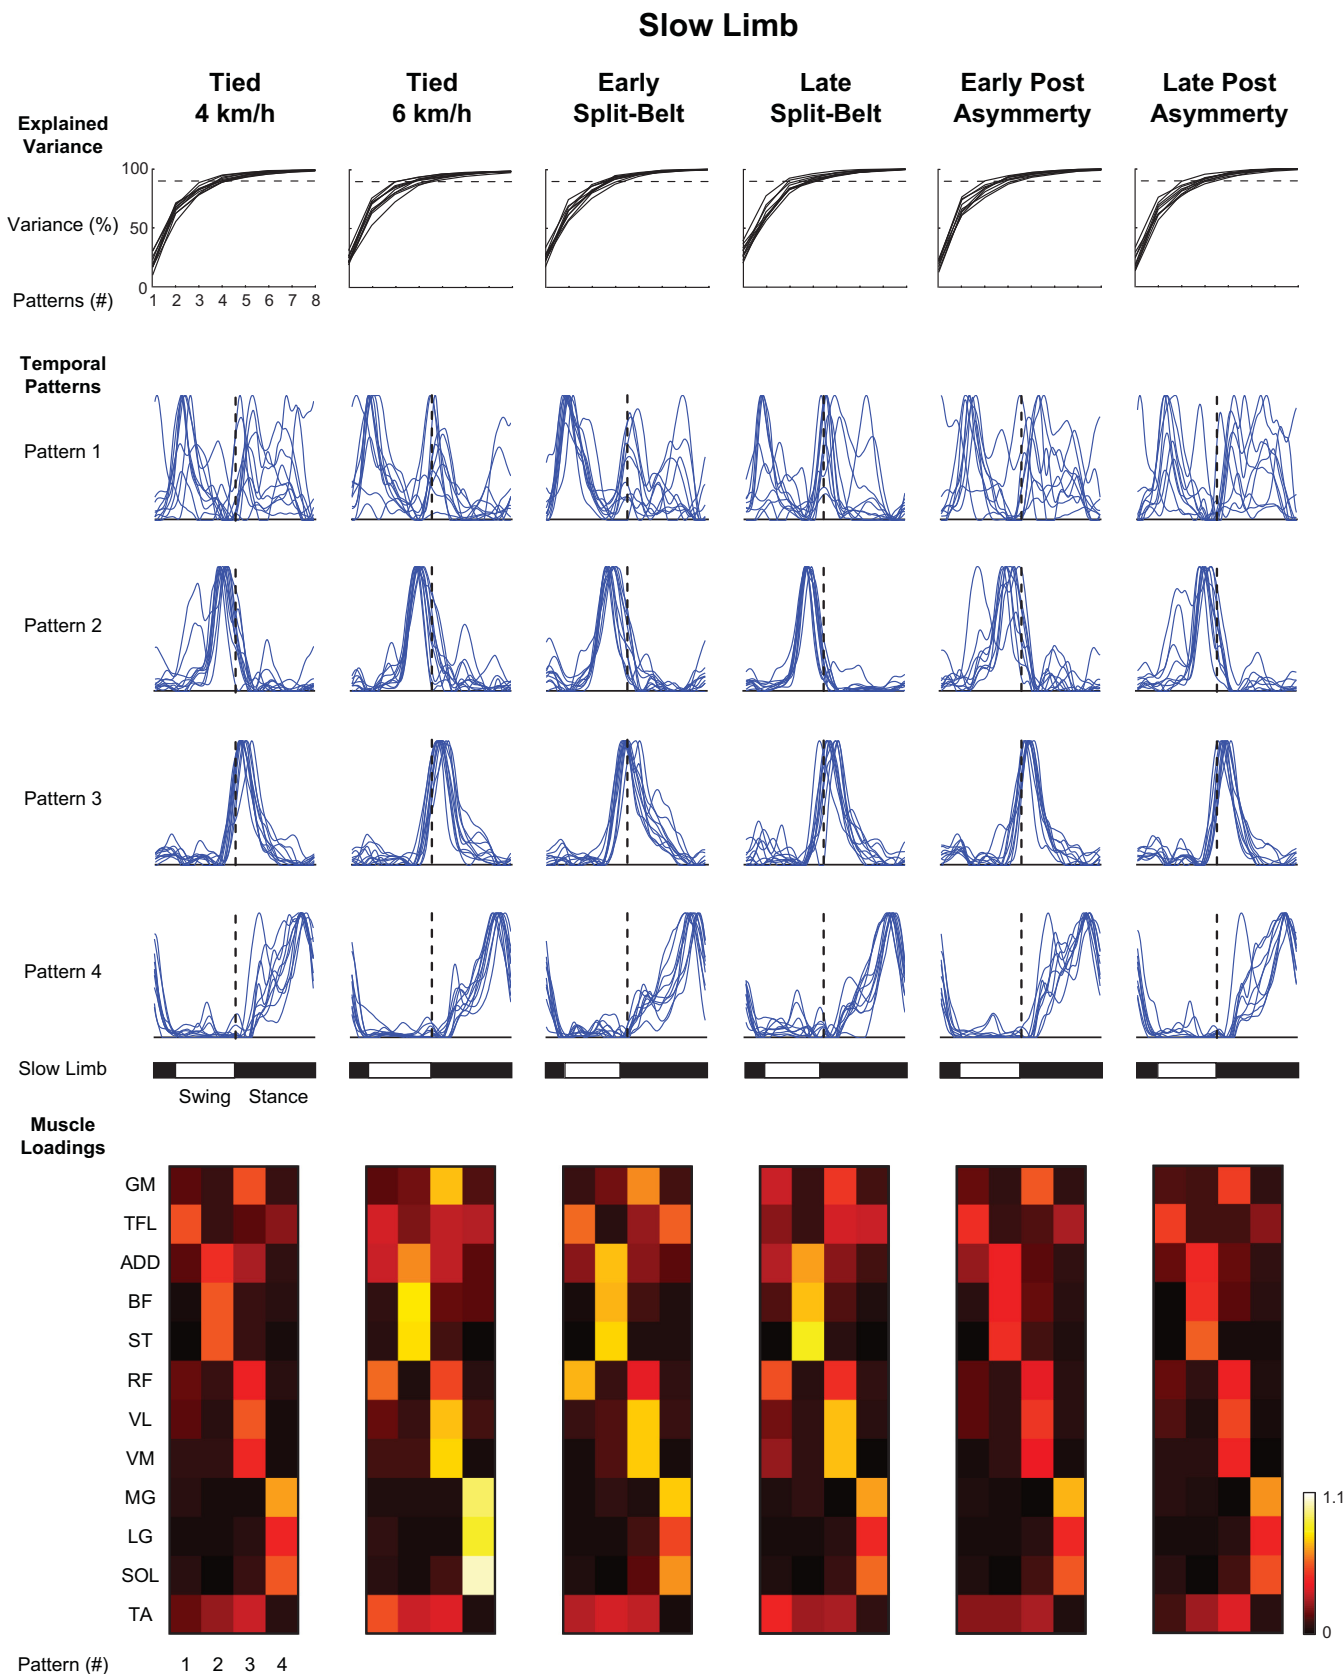 Slow Limb
Tied
4 km/h
Tied
6 km/h
Early
Split-Belt
Late
Split-Belt
Early Post
Asymmerty
Late Post
Asymmerty
Explained
Variance
100
Variance (%)
50
0
Patterns (#)
1 2 3 4 5 6 7 8
Temporal
Patterns
Pattern 1
Pattern 2
Pattern 3
Pattern 4
Slow Limb
Swing Stance
Muscle
Loadings
GM
TFL
ADD
BF
ST
RF
VL
VM
MG
LG
SOL
TA
1.1
0
Pattern (#)
1 2 3 4